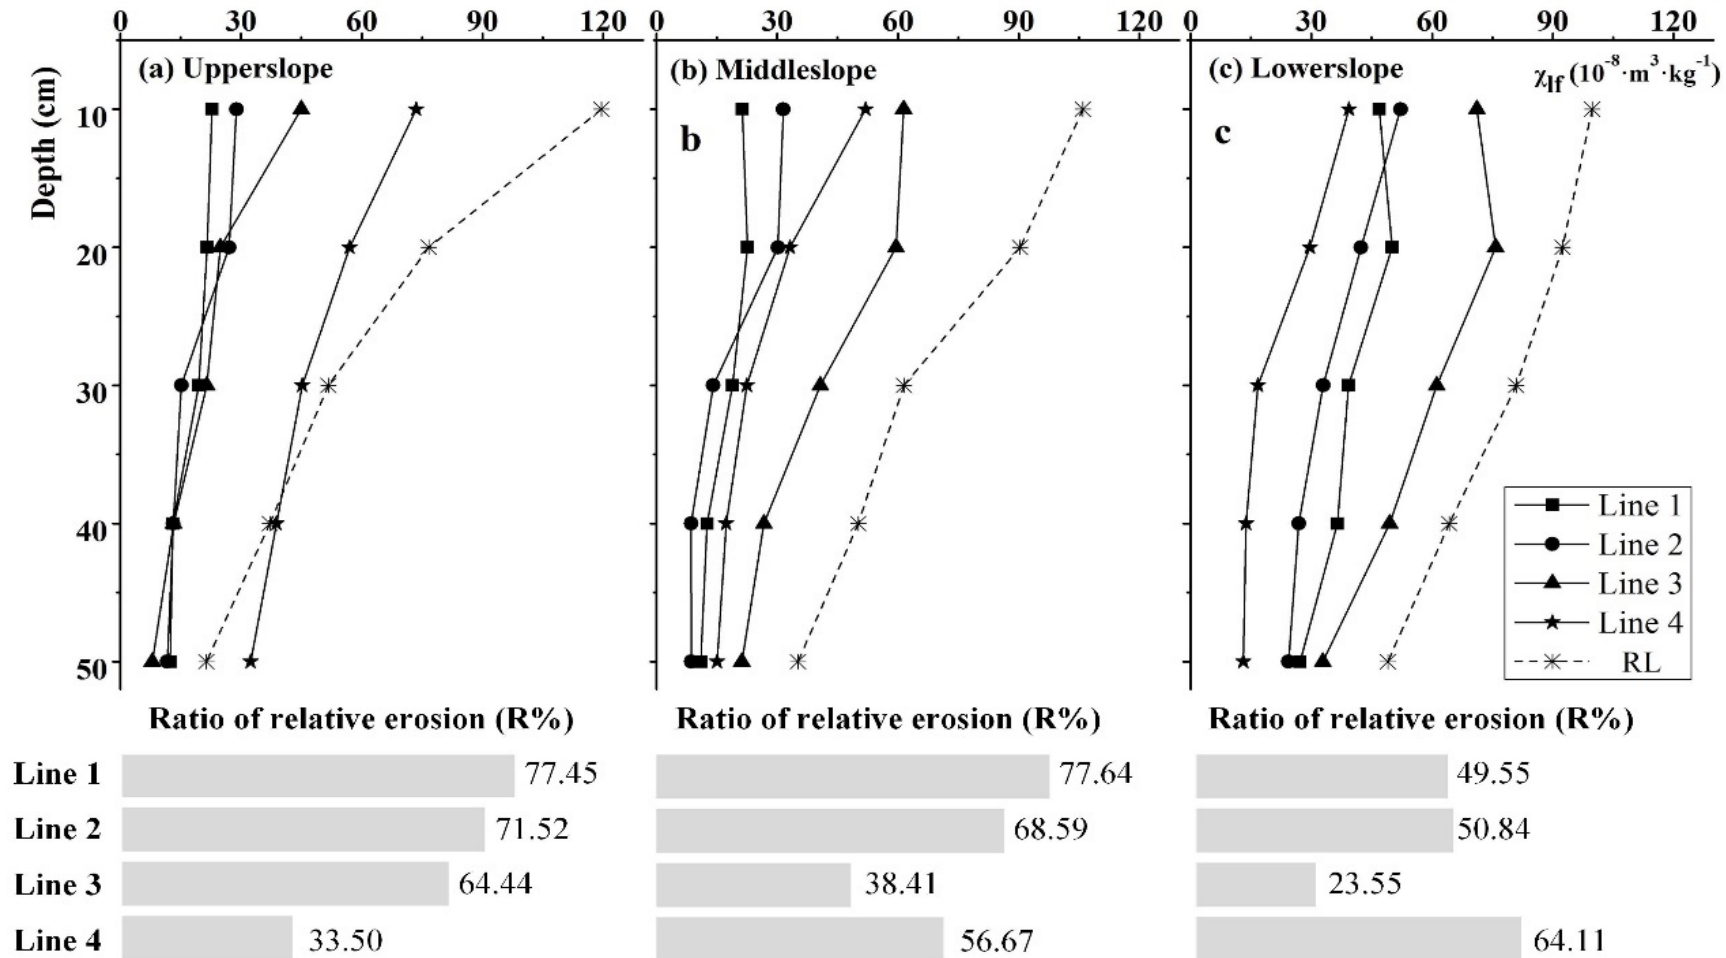 0 30 60 90 120 0 30 60 90 120 0 30 60 90 120
(a) Upperslope
(b) Middleslope
(c) Lowerslope
χlf (10⁻⁸·m³·kg⁻¹)
Depth (cm)
10
20
30
40
50
b
c
Line 1
Line 2
Line 3
Line 4
RL
Ratio of relative erosion (R%) Ratio of relative erosion (R%) Ratio of relative erosion (R%)
Line 1 77.45 77.64 49.55
Line 2 71.52 68.59 50.84
Line 3 64.44 38.41 23.55
Line 4 33.50 56.67 64.11